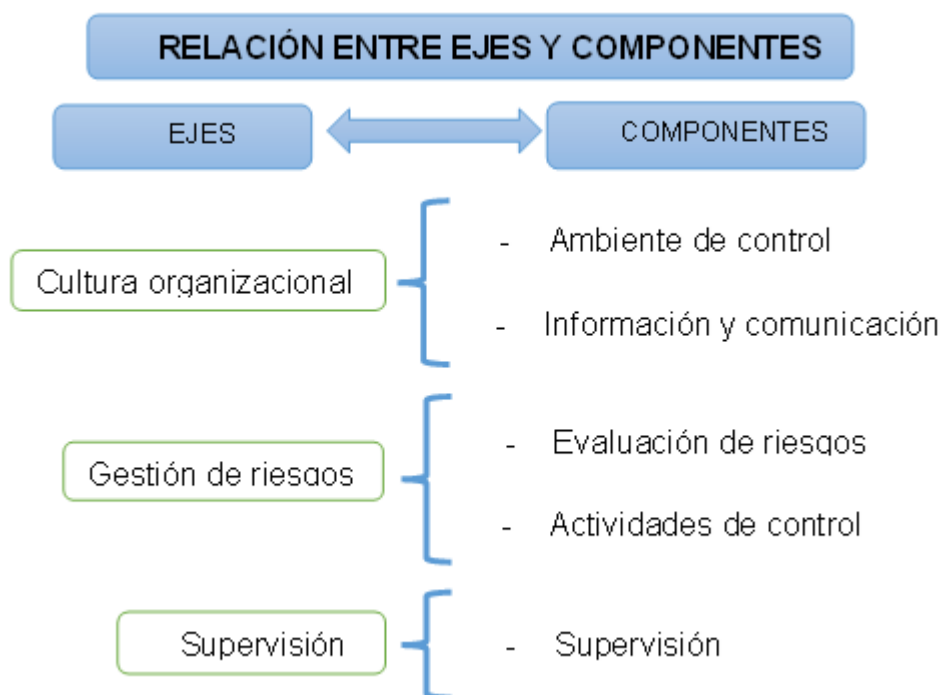 RELACIÓN ENTRE EJES Y COMPONENTES
EJES
COMPONENTES
Cultura organizacional
- Ambiente de control
- Información y comunicación
Gestión de riesgos
- Evaluación de riesgos
- Actividades de control
Supervisión
- Supervisión